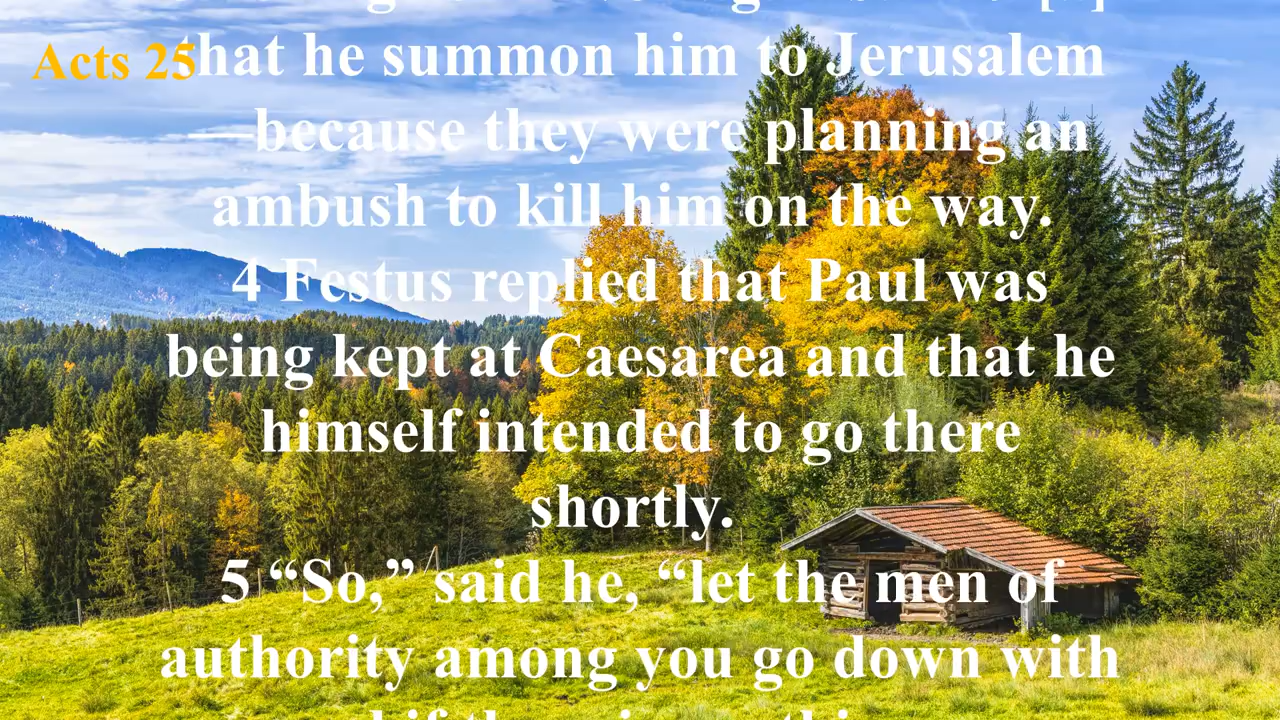 Acts 25
that he summon him to Jerusalem
—because they were planning an
ambush to kill him on the way.
4 Festus replied that Paul was
being kept at Caesarea and that he
himself intended to go there
shortly.
5 “So,” said he, “let the men of
authority among you go down with